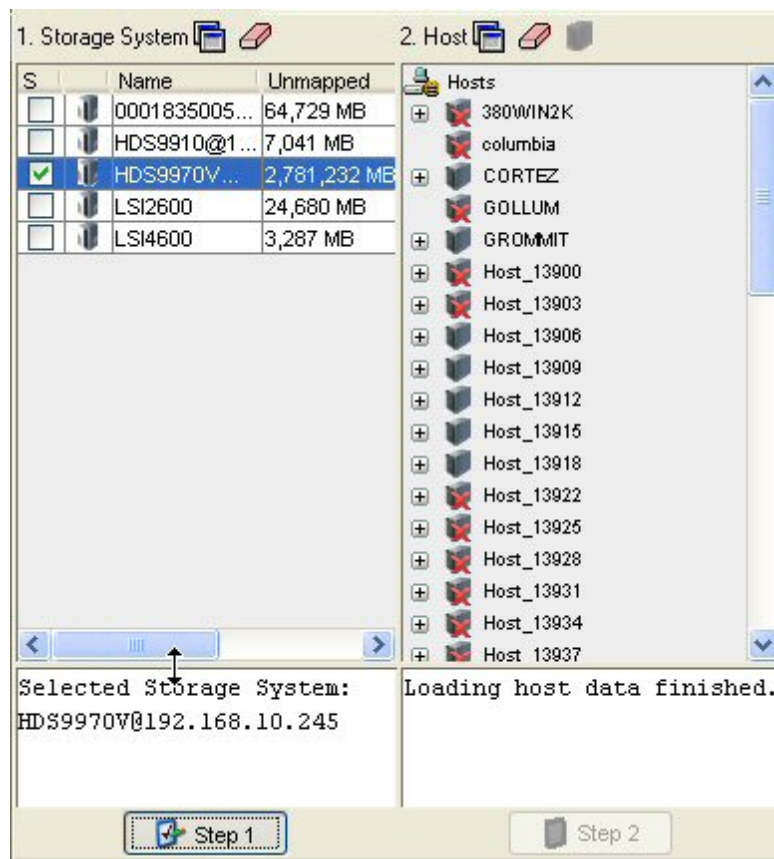 1. Storage System
S Name Unmapped
0001835005... 64,729 MB
HDS9910@1... 7,041 MB
HDS9970V... 2,781,232 MB
LSI2600 24,680 MB
LSI4600 3,287 MB
Selected Storage System:
HDS9970V@192.168.10.245
Step 1
2. Host
Hosts
380WIN2K
columbia
CORTEZ
GOLLUM
GROMMIT
Host_13900
Host_13903
Host_13906
Host_13909
Host_13912
Host_13915
Host_13918
Host_13922
Host_13925
Host_13928
Host_13931
Host_13934
Host 13937
Loading host data finished.
Step 2